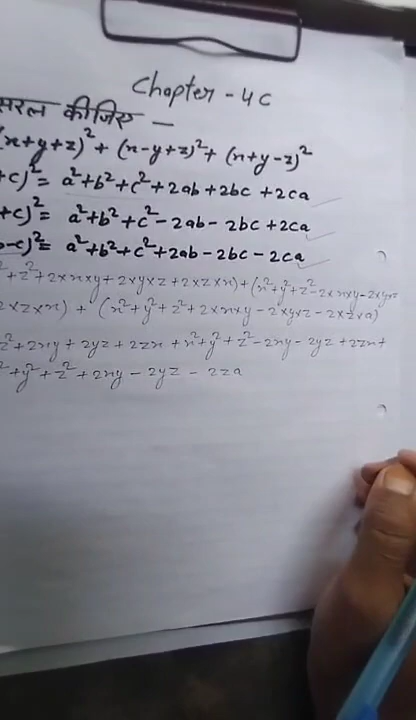 Chapter - 4C
सरल कीजिए —
(x+y+z)² + (x-y+z)² + (x+y-z)²
+c)² = a²+b²+c²+2ab+2bc+2ca
+c)² = a²+b²+c²-2ab-2bc+2ca
b-c)² = a²+b²+c²+2ab-2bc-2ca
²+z²+2×x×y+2×y×z+2×z×x)+(x²+y²+z²-2×x×y-2×y×z
2×z×x) + (x²+y²+z²+2×x×y-2×y×z-2×z×a)
z²+2xy+2yz+2zx+x²+y²+z²-2xy-2yz+2zx+
²+y²+z²+2xy-2yz-2za